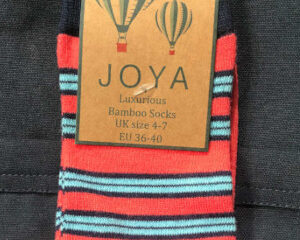 JOYA
Luxurious
Bamboo Socks
UK size 4-7
EU 36-40